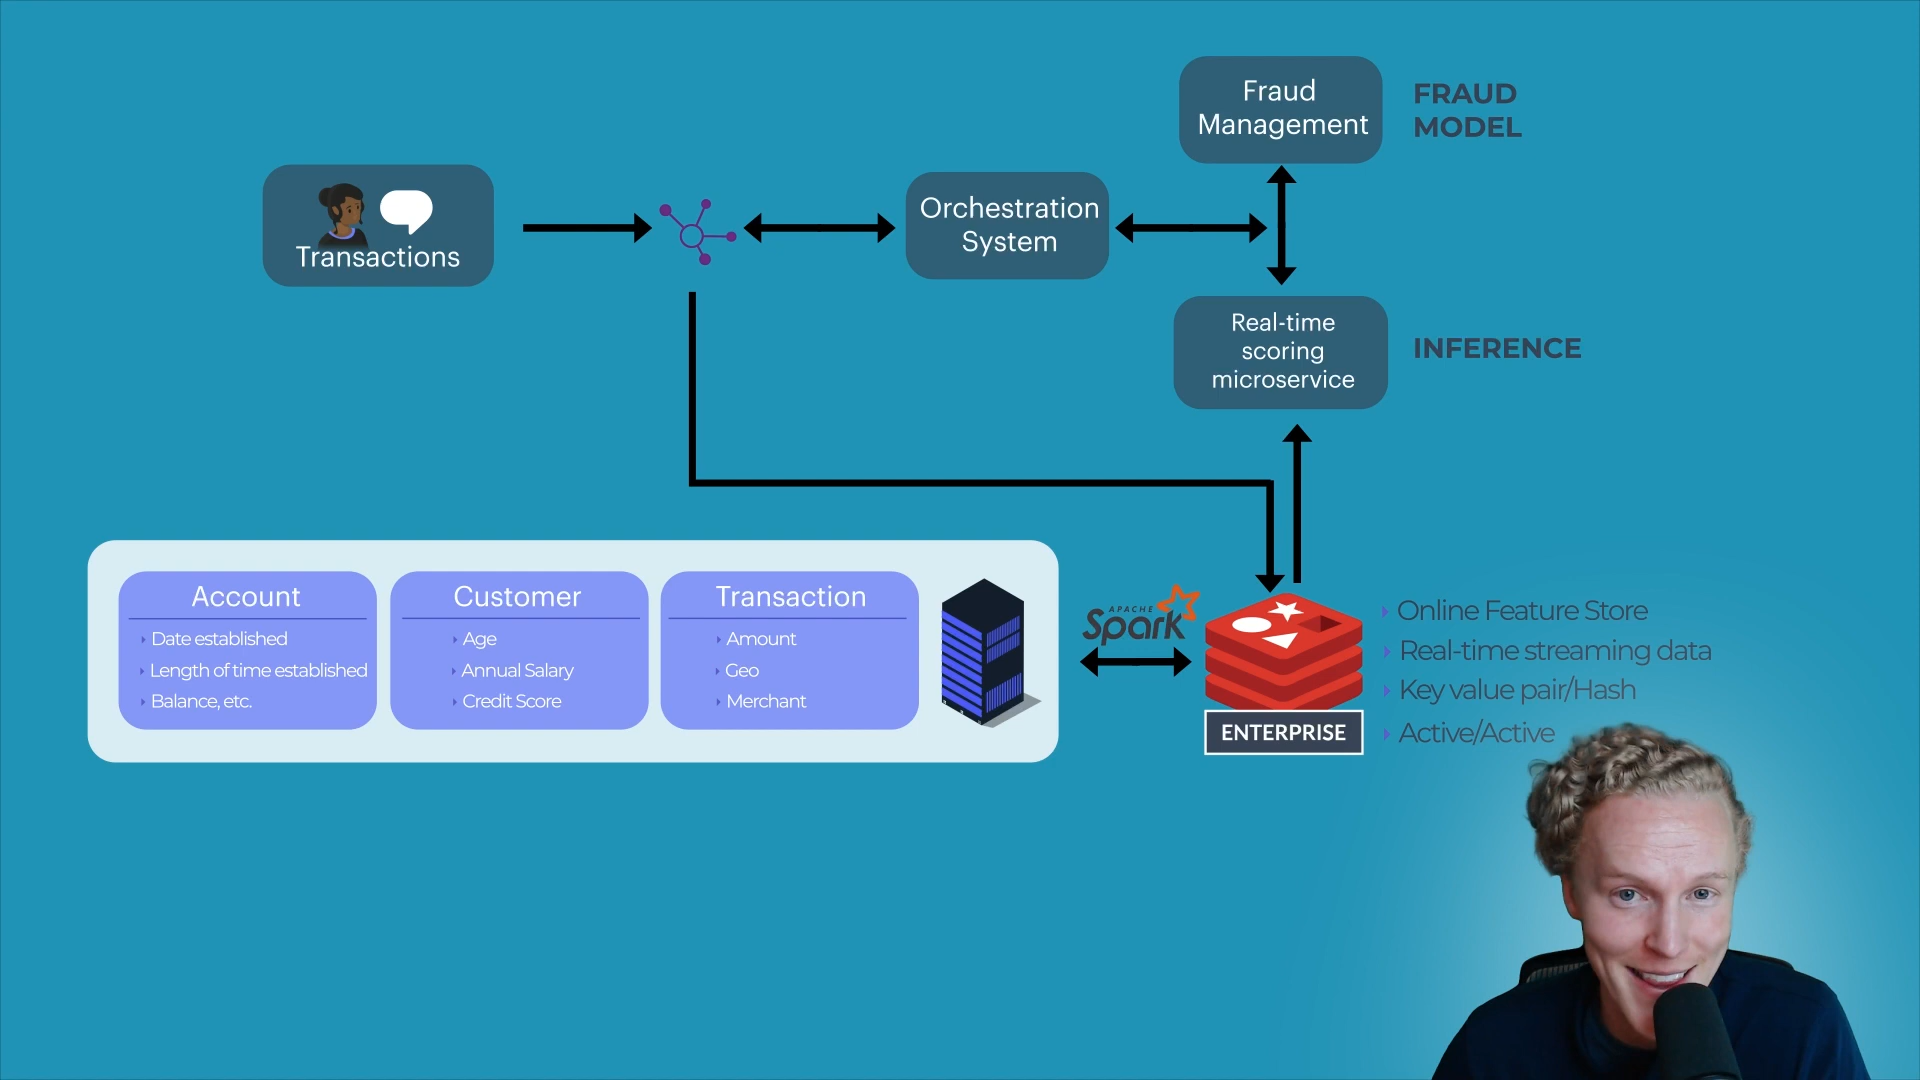 Fraud
Management
FRAUD
MODEL
Transactions
Orchestration
System
Real-time
scoring
microservice
INFERENCE
Account
Date established
Length of time established
Balance, etc.
Customer
Age
Annual Salary
Credit Score
Transaction
Amount
Geo
Merchant
APACHE
Spark
ENTERPRISE
Online Feature Store
Real-time streaming data
Key value pair/Hash
Active/Active